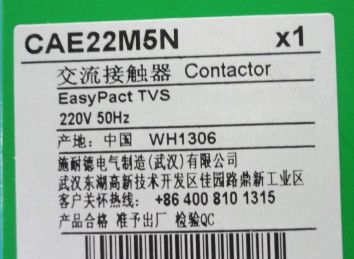 CAE22M5N x1
交流接触器 Contactor
EasyPact TVS
220V 50Hz
产地: 中国 WH1306
施耐德电气制造(武汉)有限公司
武汉东湖高新技术开发区佳园路鼎新工业区
客户关怀热线: +86 400 810 1315
产品合格 准予出厂 检验QC